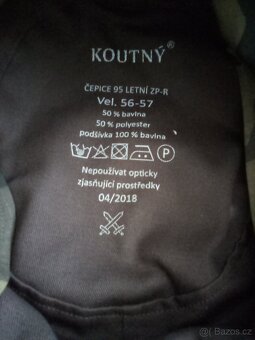 KOUTNÝ®
ČEPICE 95 LETNÍ ZP-R
Vel. 56-57
50 % bavlna
50 % polyester
podšívka 100 % bavlna
P
Nepoužívat opticky
zjasňující prostředky
04/2018
sbazar.cz